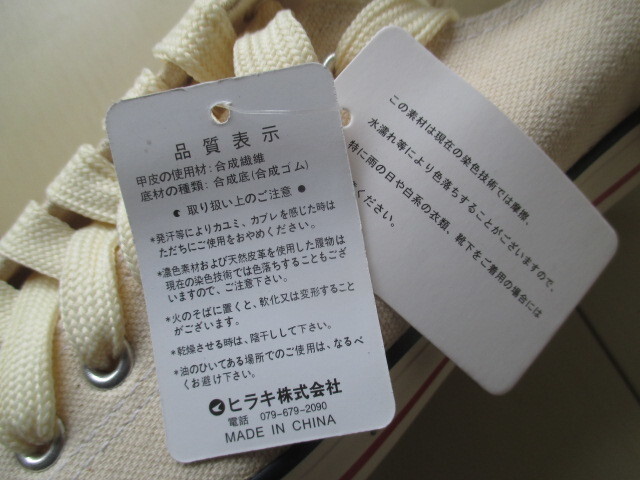 品質表示
甲皮の使用材: 合成繊維
底材の種類: 合成底(合成ゴム)
● 取り扱い上のご注意 ●
*発汗等によりカユミ、カブレを感じた時は
ただちにご使用をおやめください。
*濃色素材および天然皮革を使用した履物は
現在の染色技術では色落ちすることもござ
いますので、ご注意下さい。
*火のそばに置くと、軟化又は変形すること
がございます。
*乾燥させる時は、陰干しして下さい。
*油のひいてある場所でのご使用は、なるべ
くお避け下さい。
ヒラキ株式会社
電話 079-679-2090
MADE IN CHINA
この素材は現在の染色技術では摩擦、
水濡れ等により色落ちすることがございますので、
特に雨の日や白系の衣類、靴下をご着用の場合には
ください。